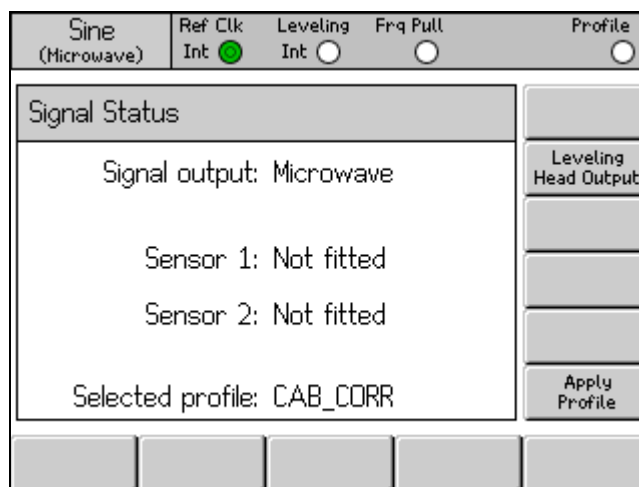 Sine
(Microwave)
Ref Clk
Int
Leveling
Int
Frq Pull
Profile
Signal Status
Signal output: Microwave
Sensor 1: Not fitted
Sensor 2: Not fitted
Selected profile: CAB_CORR
Leveling
Head Output
Apply
Profile